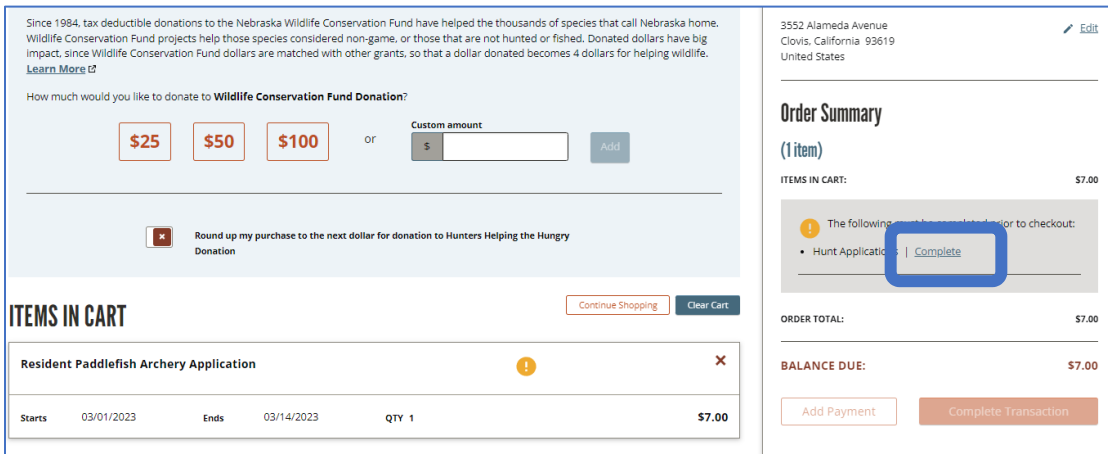 Since 1984, tax deductible donations to the Nebraska Wildlife Conservation Fund have helped the thousands of species that call Nebraska home.
Wildlife Conservation Fund projects help those species considered non-game, or those that are not hunted or fished. Donated dollars have big
impact, since Wildlife Conservation Fund dollars are matched with other grants, so that a dollar donated becomes 4 dollars for helping wildlife.
Learn More
How much would you like to donate to Wildlife Conservation Fund Donation?
$25
$50
$100
or
Custom amount
$
Add
Round up my purchase to the next dollar for donation to Hunters Helping the Hungry
Donation
ITEMS IN CART
Continue Shopping
Clear Cart
Resident Paddlefish Archery Application
Starts 03/01/2023 Ends 03/14/2023 QTY 1 $7.00
3552 Alameda Avenue
Clovis, California 93619
United States
Edit
Order Summary
(1 item)
ITEMS IN CART: $7.00
The following must be completed prior to checkout:
• Hunt Applications | Complete
ORDER TOTAL: $7.00
BALANCE DUE: $7.00
Add Payment
Complete Transaction